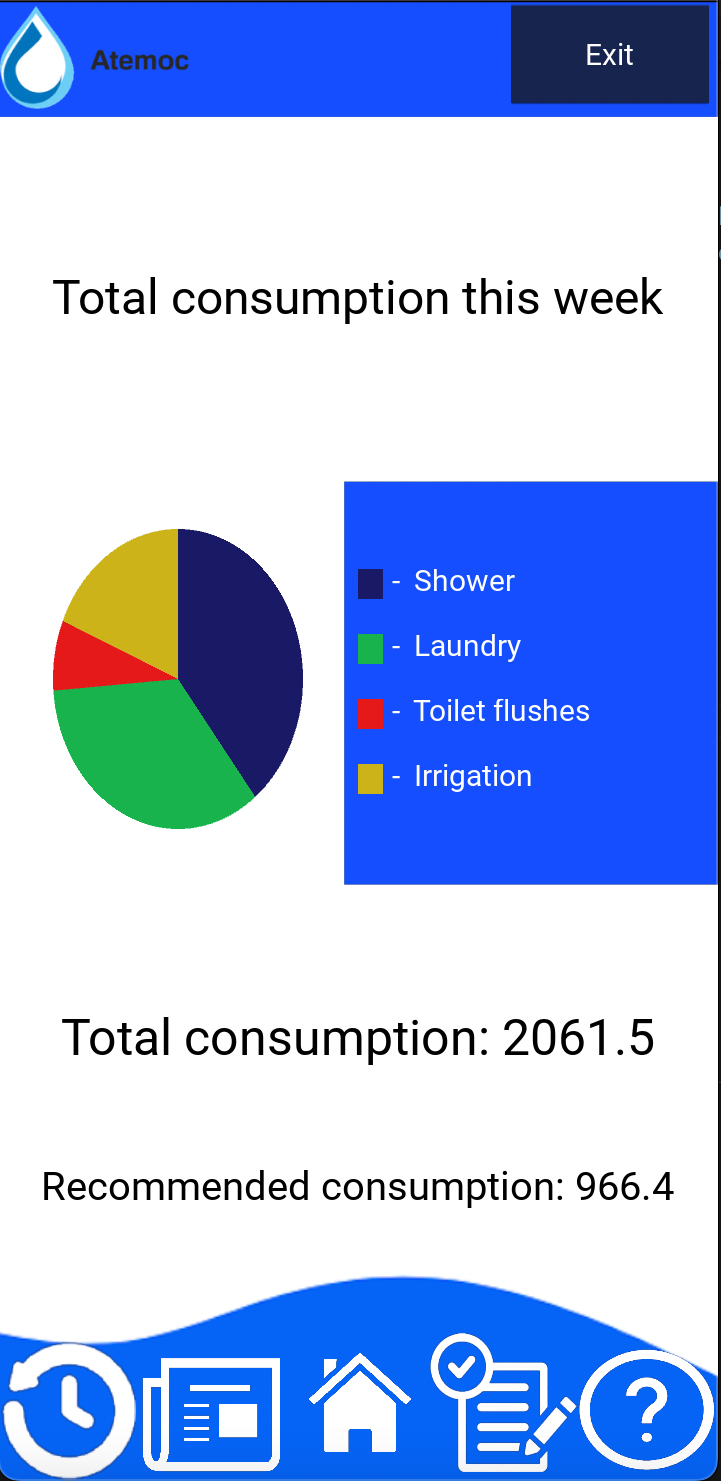 Atemoc
Exit
Total consumption this week
- Shower
- Laundry
- Toilet flushes
- Irrigation
Total consumption: 2061.5
Recommended consumption: 966.4
?